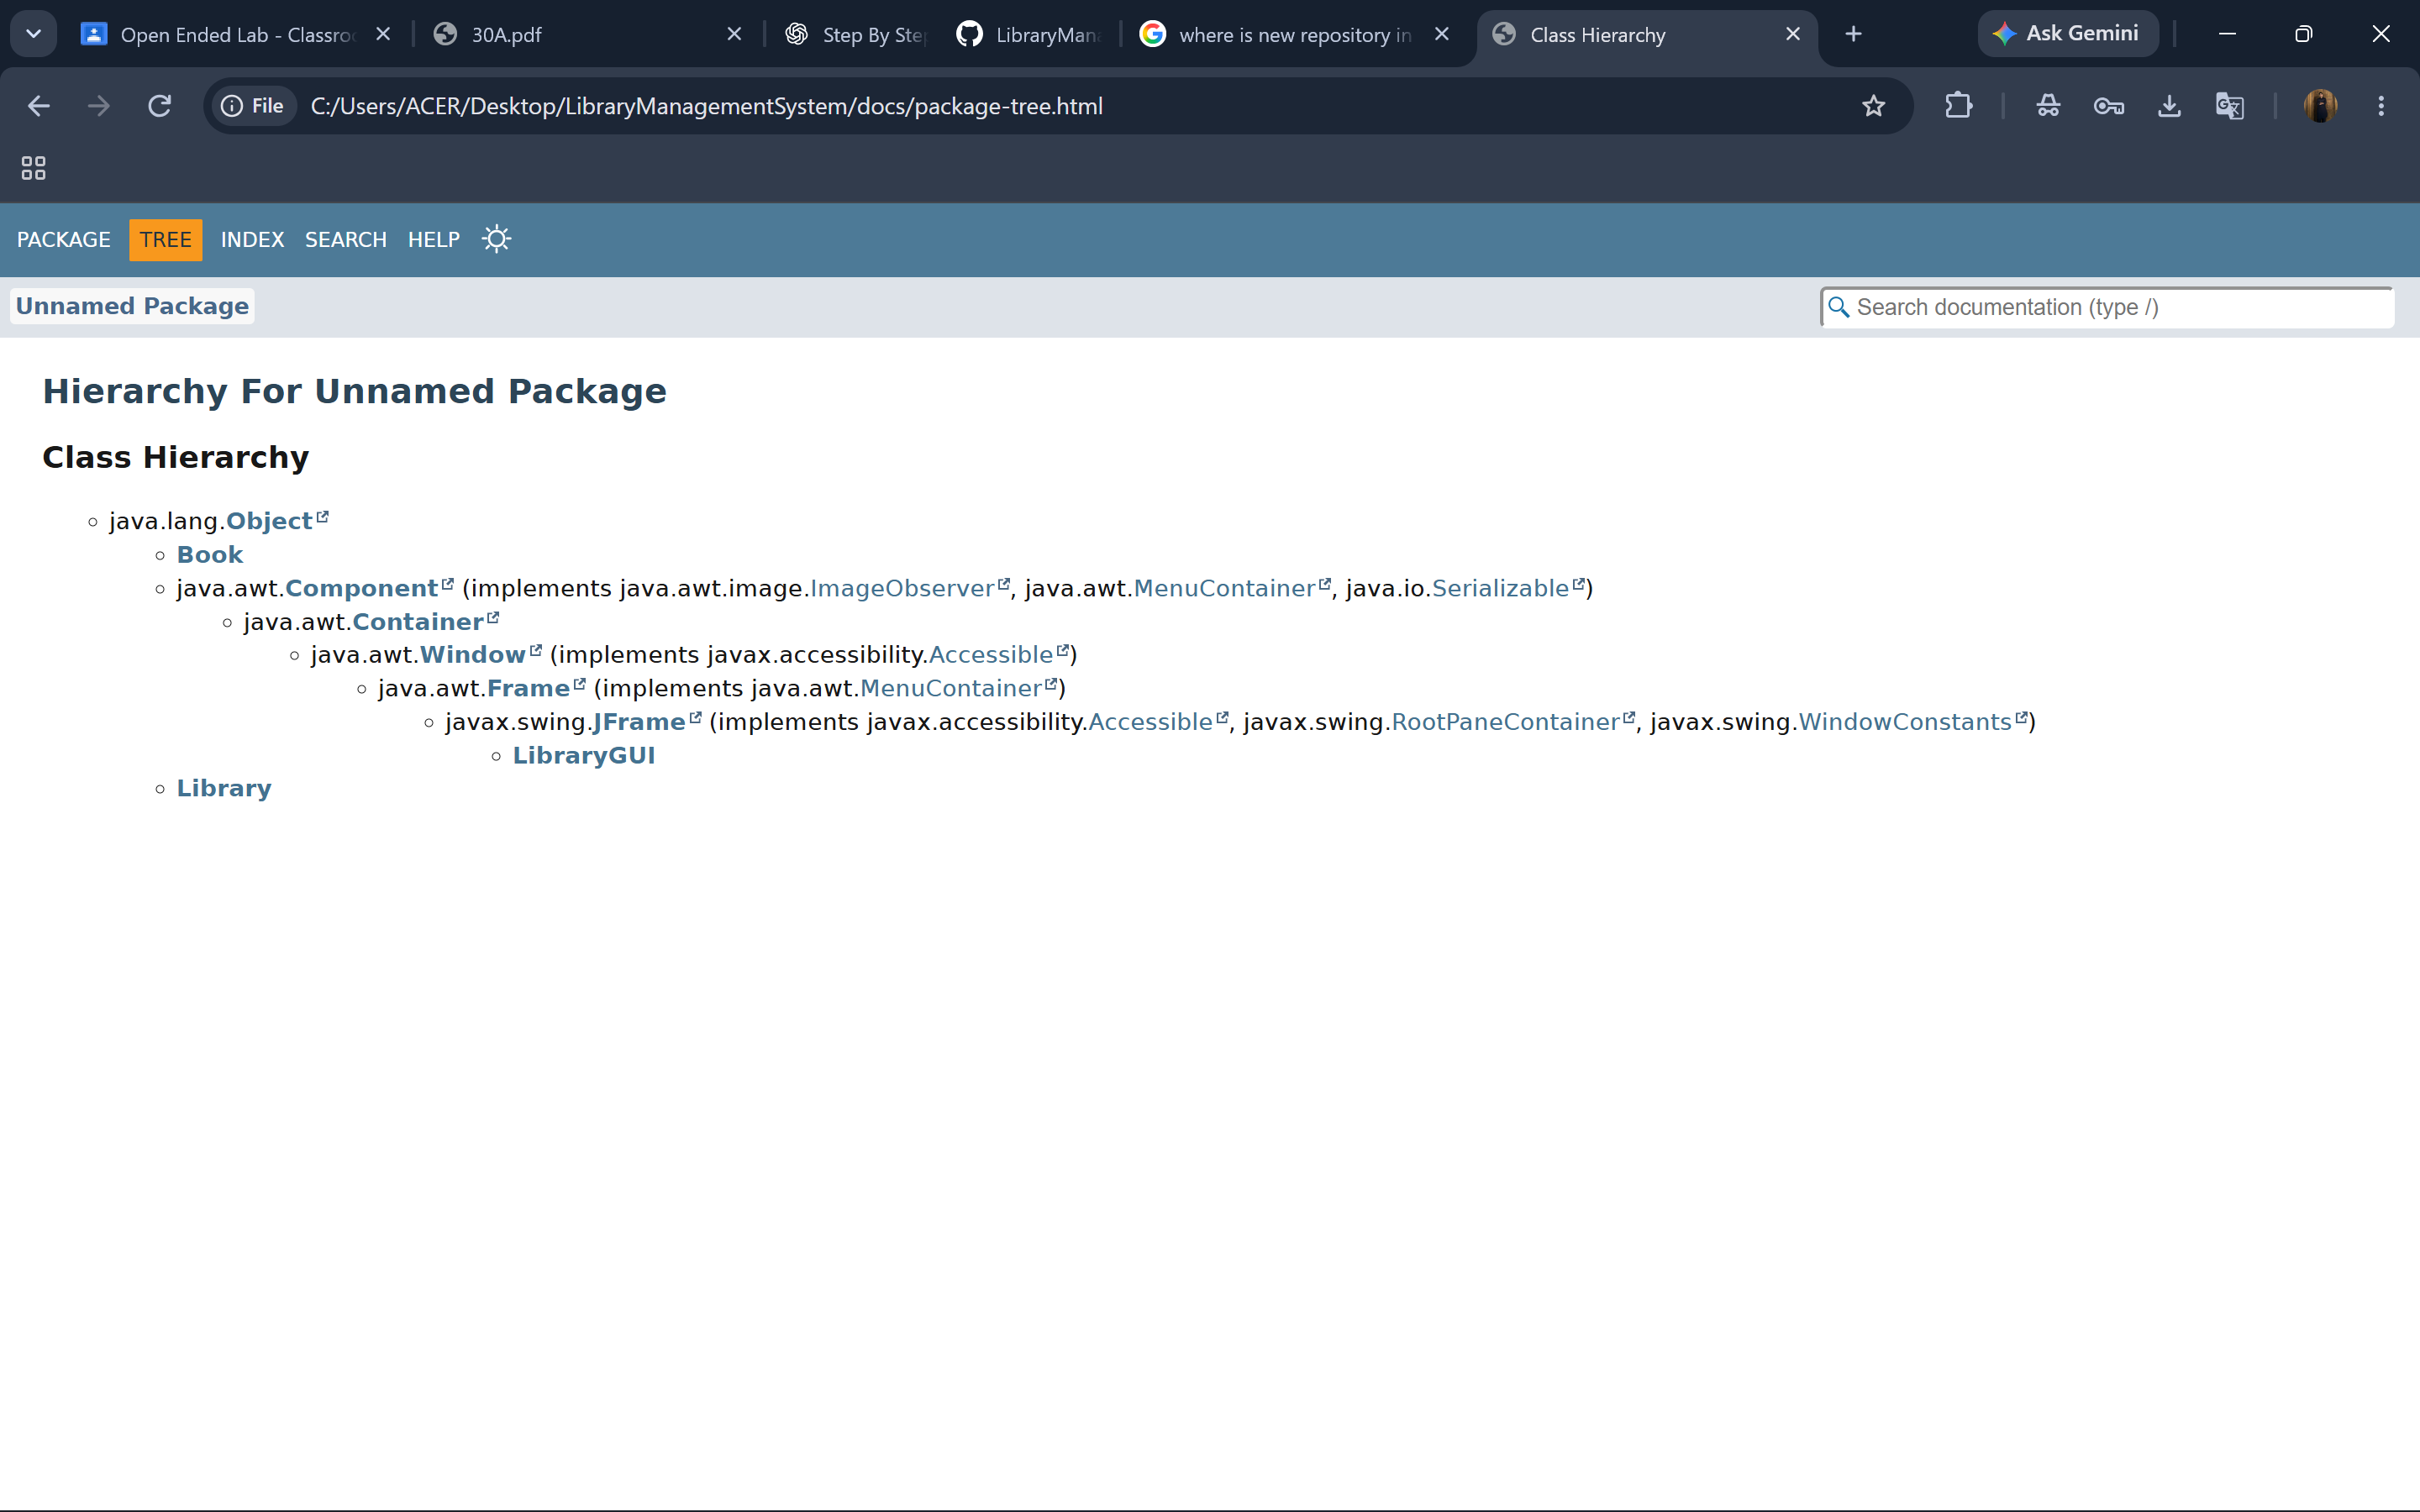 Open Ended Lab - Classroo
30A.pdf
Step By Step
LibraryMana
where is new repository in
Class Hierarchy
Ask Gemini
File
C:/Users/ACER/Desktop/LibraryManagementSystem/docs/package-tree.html
PACKAGE TREE INDEX SEARCH HELP
Unnamed Package
Search documentation (type /)
Hierarchy For Unnamed Package
Class Hierarchy
java.lang.Object
Book
java.awt.Component (implements java.awt.image.ImageObserver, java.awt.MenuContainer, java.io.Serializable)
java.awt.Container
java.awt.Window (implements javax.accessibility.Accessible)
java.awt.Frame (implements java.awt.MenuContainer)
javax.swing.JFrame (implements javax.accessibility.Accessible, javax.swing.RootPaneContainer, javax.swing.WindowConstants)
LibraryGUI
Library